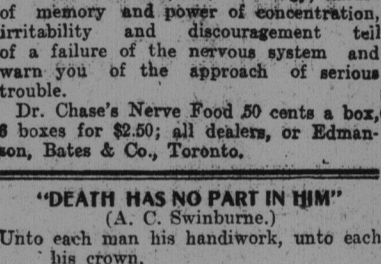 of memory and power of concentration,
irritability and discouragement tell
of a failure of the nervous system and
warn you of the approach of serious
trouble.
Dr. Chase's Nerve Food 50 cents a box,
6 boxes for $2.50; all dealers, or Edman-
son, Bates & Co., Toronto.
"DEATH HAS NO PART IN HIM"
(A. C. Swinburne.)
Unto each man his handiwork, unto each
his crown,